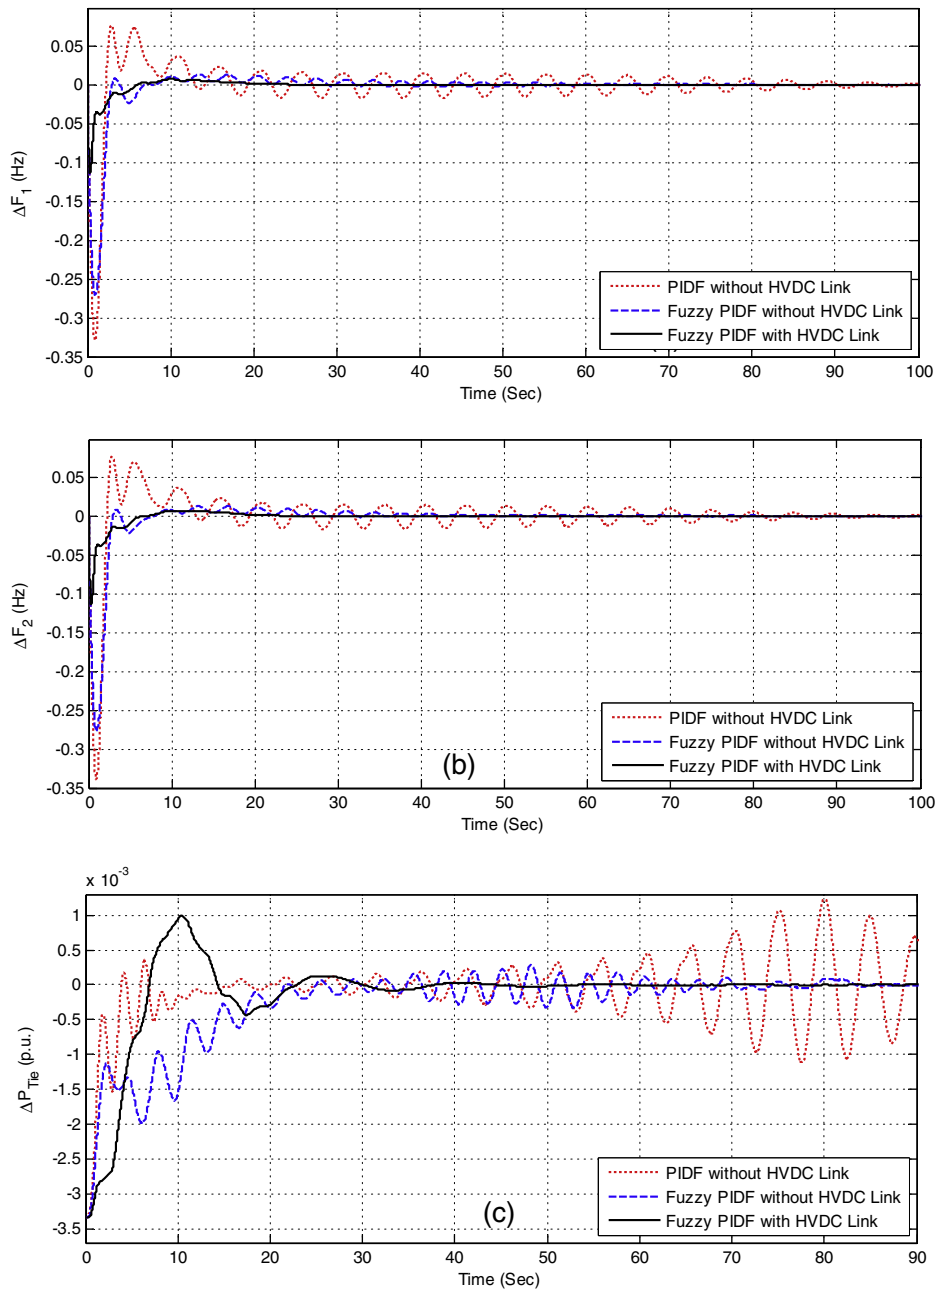 0.05
0
-0.05
-0.1
-0.15
-0.2
-0.25
-0.3
-0.35
ΔF1 (Hz)
PIDF without HVDC Link
Fuzzy PIDF without HVDC Link
Fuzzy PIDF with HVDC Link
0 10 20 30 40 50 60 70 80 90 100
Time (Sec)
0.05
0
-0.05
-0.1
-0.15
-0.2
-0.25
-0.3
-0.35
ΔF2 (Hz)
PIDF without HVDC Link
Fuzzy PIDF without HVDC Link
Fuzzy PIDF with HVDC Link
(b)
0 10 20 30 40 50 60 70 80 90 100
Time (Sec)
x 10-3
1
0.5
0
-0.5
-1
-1.5
-2
-2.5
-3
-3.5
ΔPTie (p.u.)
PIDF without HVDC Link
Fuzzy PIDF without HVDC Link
Fuzzy PIDF with HVDC Link
(c)
0 10 20 30 40 50 60 70 80 90
Time (Sec)